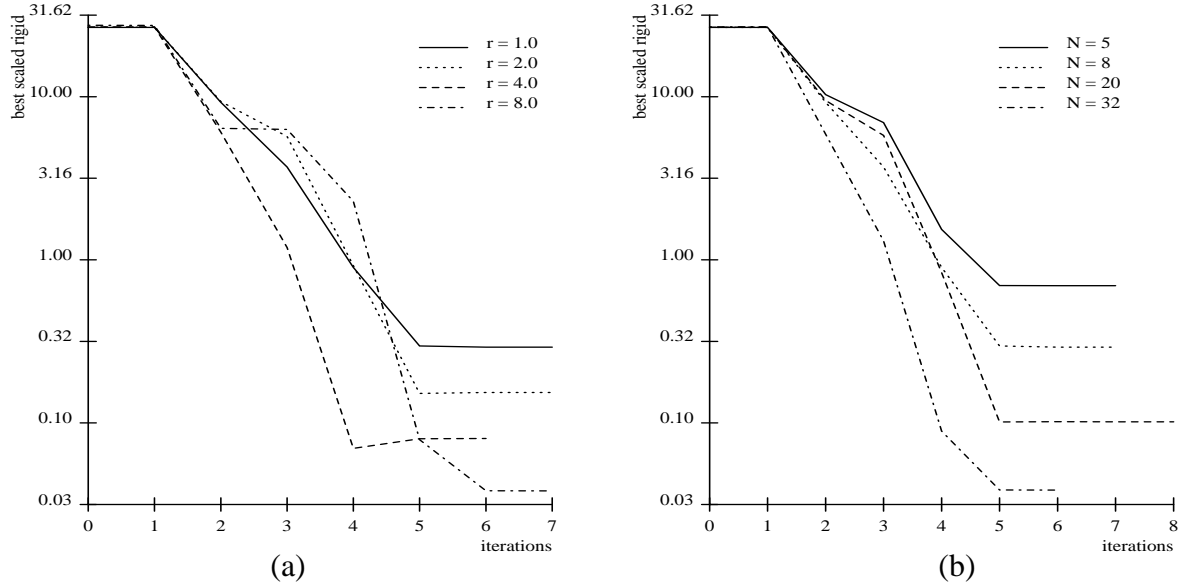 best scaled rigid
31.62
10.00
3.16
1.00
0.32
0.10
0.03
r = 1.0
r = 2.0
r = 4.0
r = 8.0
0 1 2 3 4 5 6 7
iterations
(a)
best scaled rigid
31.62
10.00
3.16
1.00
0.32
0.10
0.03
N = 5
N = 8
N = 20
N = 32
0 1 2 3 4 5 6 7 8
iterations
(b)